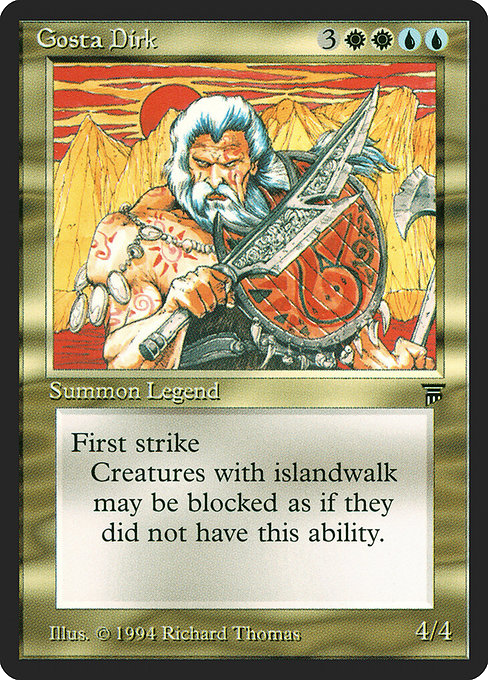 Gosta Dirk 3
Summon Legend
First strike
Creatures with islandwalk
may be blocked as if they
did not have this ability.
Illus. © 1994 Richard Thomas 4/4